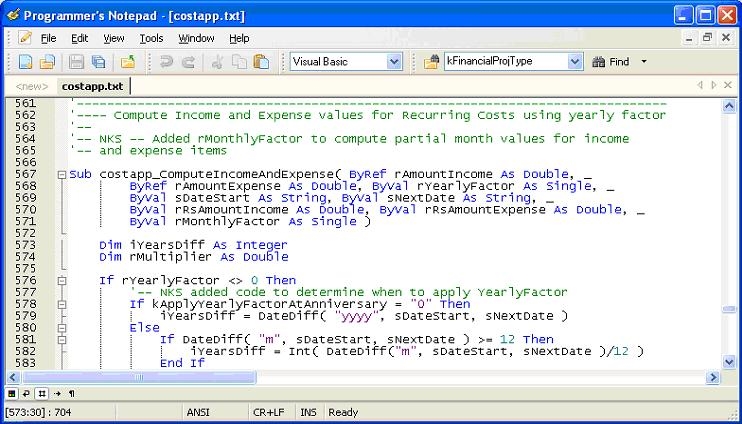 Programmer's Notepad - [costapp.txt]
File Edit View Tools Window Help
Visual Basic kFinancialProjType Find
<new> costapp.txt
561 '-----------------------------------------------------------------------
562 '---- Compute Income and Expense values for Recurring Costs using yearly factor
563 '--
564 '-- NKS -- Added rMonthlyFactor to compute partial month values for income
565 '-- and expense items
566
567 Sub costapp_ComputeIncomeAndExpense( ByRef rAmountIncome As Double, _
568 ByRef rAmountExpense As Double, ByVal rYearlyFactor As Single, _
569 ByVal sDateStart As String, ByVal sNextDate As String, _
570 ByVal rRsAmountIncome As Double, ByVal rRsAmountExpense As Double, _
571 ByVal rMonthlyFactor As Single )
572
573 Dim iYearsDiff As Integer
574 Dim rMultiplier As Double
575
576 If rYearlyFactor <> 0 Then
577 '-- NKS added code to determine when to apply YearlyFactor
578 If kApplyYearlyFactorAtAnniversary = "0" Then
579 iYearsDiff = DateDiff( "yyyy", sDateStart, sNextDate )
580 Else
581 If DateDiff( "m", sDateStart, sNextDate ) >= 12 Then
582 iYearsDiff = Int( DateDiff("m", sDateStart, sNextDate )/12 )
583 End If
[573:30] : 704 ANSI CR+LF INS Ready